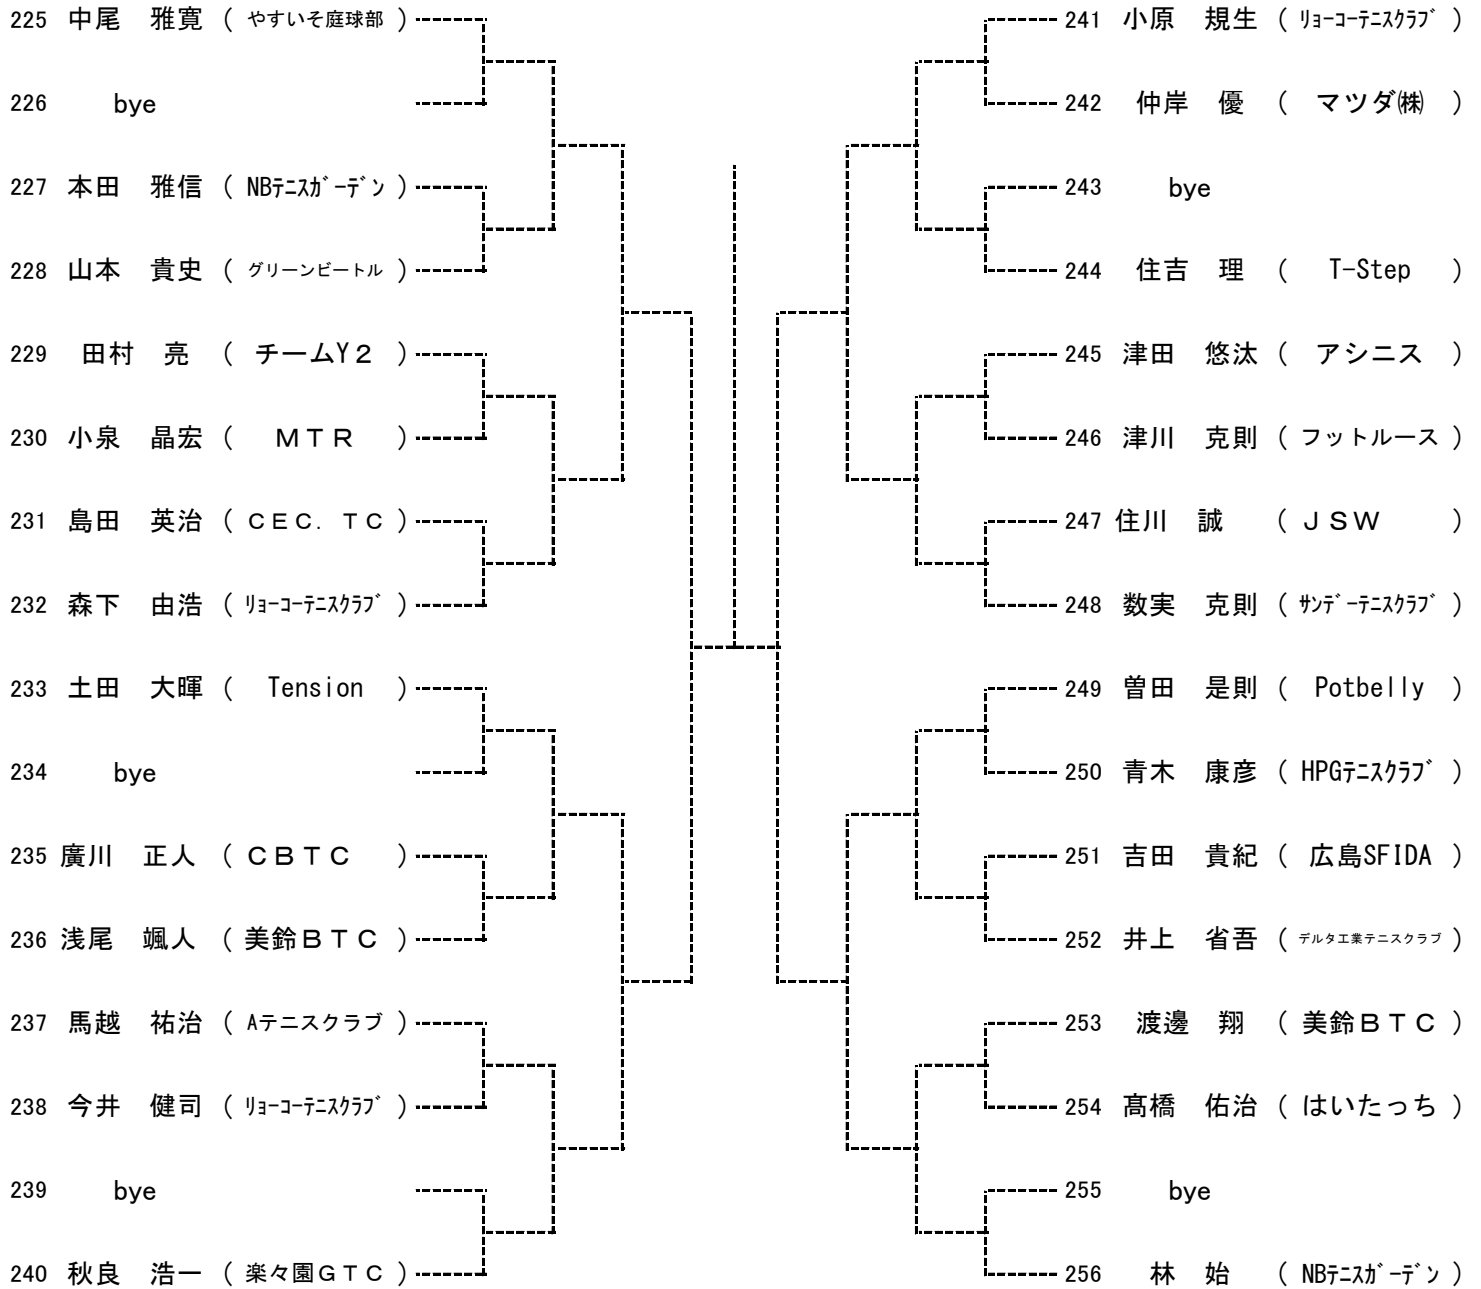 225 中尾　雅寛 ( やすいそ庭球部 )
226 bye
227 本田　雅信 ( NBﾃﾆｽｶﾞｰﾃﾞﾝ )
228 山本　貴史 ( グリーンビートル )
229 田村　亮 ( チームY２ )
230 小泉　晶宏 ( ＭＴＲ )
231 島田　英治 ( ＣＥＣ．ＴＣ )
232 森下　由浩 ( ﾘｮｰｺｰﾃﾆｽｸﾗﾌﾞ )
233 土田　大暉 ( Tension )
234 bye
235 廣川　正人 ( ＣＢＴＣ )
236 浅尾　颯人 ( 美鈴ＢＴＣ )
237 馬越　祐治 ( Aテニスクラブ )
238 今井　健司 ( ﾘｮｰｺｰﾃﾆｽｸﾗﾌﾞ )
239 bye
240 秋良　浩一 ( 楽々園ＧＴＣ )
241 小原　規生 ( ﾘｮｰｺｰﾃﾆｽｸﾗﾌﾞ )
242 仲岸　優 ( マツダ㈱ )
243 bye
244 住吉　理 ( T-Step )
245 津田　悠汰 ( アシニス )
246 津川　克則 ( フットルース )
247 住川　誠 ( ＪＳＷ )
248 数実　克則 ( ｻﾝﾃﾞｰﾃﾆｽｸﾗﾌﾞ )
249 曽田　是則 ( Potbelly )
250 青木　康彦 ( HPGﾃﾆｽｸﾗﾌﾞ )
251 吉田　貴紀 ( 広島SFIDA )
252 井上　省吾 ( デルタ工業テニスクラブ )
253 渡邊　翔 ( 美鈴ＢＴＣ )
254 髙橋　佑治 ( はいたっち )
255 bye
256 林　始 ( NBﾃﾆｽｶﾞｰﾃﾞﾝ )